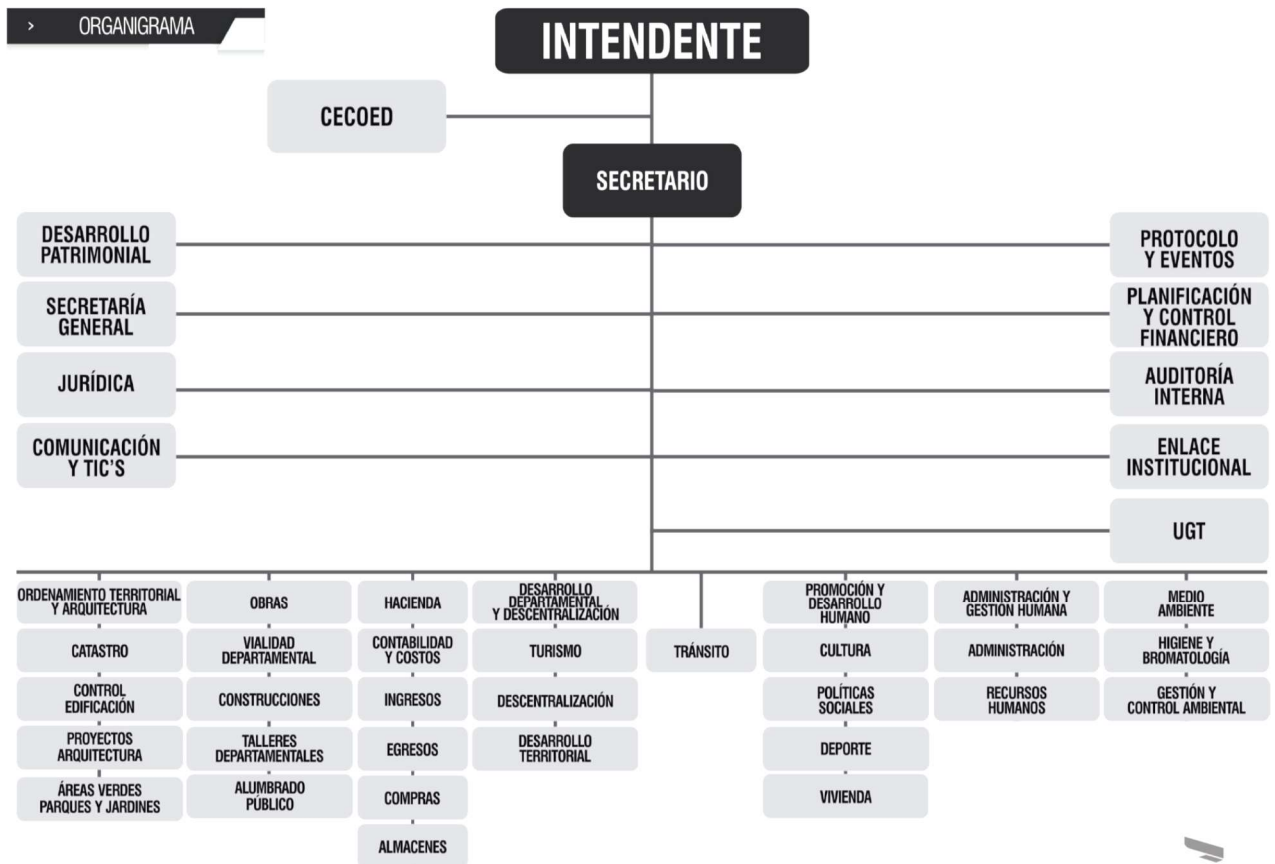 > ORGANIGRAMA
INTENDENTE
CECOED
SECRETARIO
DESARROLLO
PATRIMONIAL
SECRETARÍA
GENERAL
JURÍDICA
COMUNICACIÓN
Y TIC'S
PROTOCOLO
Y EVENTOS
PLANIFICACIÓN
Y CONTROL
FINANCIERO
AUDITORÍA
INTERNA
ENLACE
INSTITUCIONAL
UGT
ORDENAMIENTO TERRITORIAL
Y ARQUITECTURA
CATASTRO
CONTROL
EDIFICACIÓN
PROYECTOS
ARQUITECTURA
ÁREAS VERDES
PARQUES Y JARDINES
OBRAS
VIALIDAD
DEPARTAMENTAL
CONSTRUCCIONES
TALLERES
DEPARTAMENTALES
ALUMBRADO
PÚBLICO
HACIENDA
CONTABILIDAD
Y COSTOS
INGRESOS
EGRESOS
COMPRAS
ALMACENES
DESARROLLO
DEPARTAMENTAL
Y DESCENTRALIZACIÓN
TURISMO
DESCENTRALIZACIÓN
DESARROLLO
TERRITORIAL
TRÁNSITO
PROMOCIÓN Y
DESARROLLO
HUMANO
CULTURA
POLÍTICAS
SOCIALES
DEPORTE
VIVIENDA
ADMINISTRACIÓN Y
GESTIÓN HUMANA
ADMINISTRACIÓN
RECURSOS
HUMANOS
MEDIO
AMBIENTE
HIGIENE Y
BROMATOLOGÍA
GESTIÓN Y
CONTROL AMBIENTAL